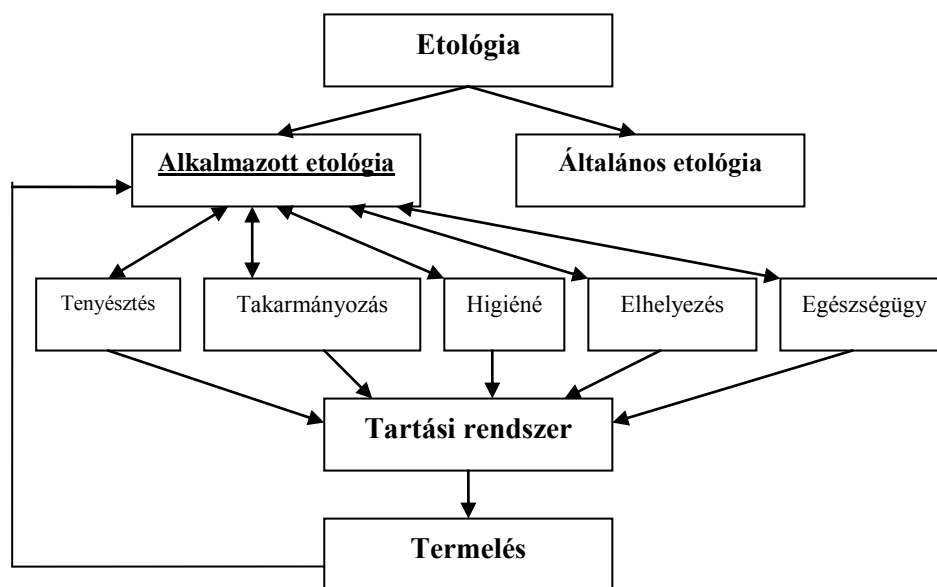 Etológia
Alkalmazott etológia
Általános etológia
Tenyésztés
Takarmányozás
Higiéné
Elhelyezés
Egészségügy
Tartási rendszer
Termelés